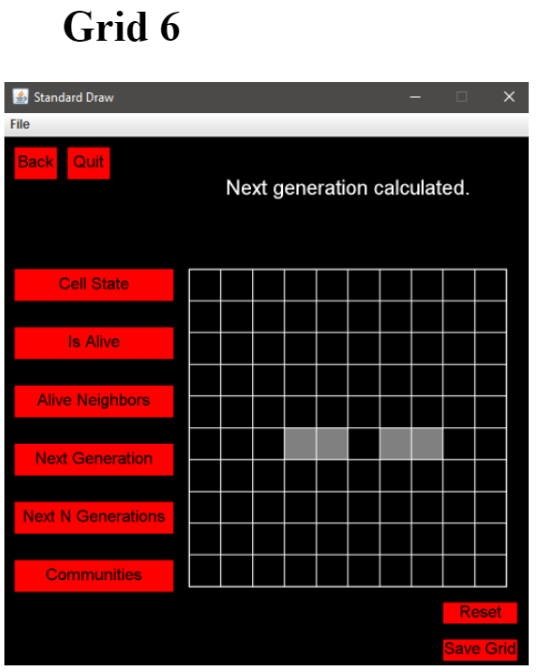 Grid 6
Standard Draw
File
Back Quit
Next generation calculated.
Cell State
Is Alive
Alive Neighbors
Next Generation
Next N Generations
Communities
Reset
Save Grid